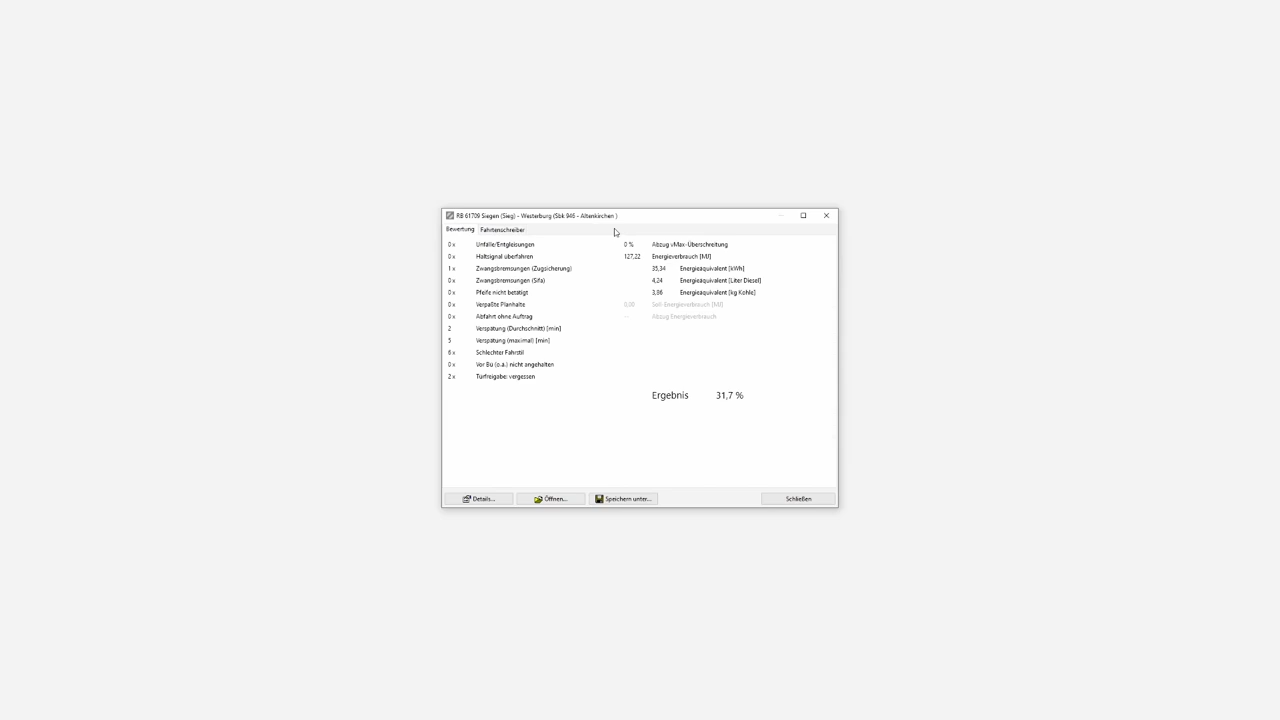 RB 61709 Siegen (Sieg) - Westerburg (Sbk 946 - Altenkirchen )
Bewertung Fahrtenschreiber
0 x Unfälle/Entgleisungen
0 x Haltsignal überfahren
1 x Zwangsbremsungen (Zugsicherung)
0 x Zwangsbremsungen (Sifa)
0 x Pfeife nicht betätigt
0 x Verpaßte Planhalte
0 x Abfahrt ohne Auftrag
2 Verspätung (Durchschnitt) [min]
5 Verspätung (maximal) [min]
6 x Schlechter Fahrstil
0 x Vor Bü (o.ä.) nicht angehalten
2 x Türfreigabe vergessen
0 % Abzug vMax-Überschreitung
127,22 Energieverbrauch [MJ]
35,34 Energieäquivalent [kWh]
4,24 Energieäquivalent [Liter Diesel]
3,86 Energieäquivalent [kg Kohle]
0,00 Soll-Energieverbrauch [MJ]
--- Abzug Energieverbrauch
Ergebnis 31,7 %
Details... Öffnen... Speichern unter... Schließen